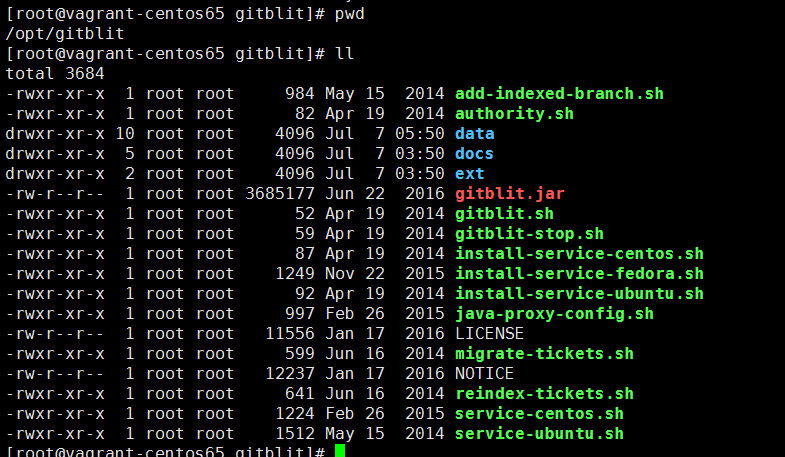 [root@vagrant-centos65 gitblit]# pwd
/opt/gitblit
[root@vagrant-centos65 gitblit]# ll
total 3684
-rwxr-xr-x  1 root root     984 May 15  2014 add-indexed-branch.sh
-rwxr-xr-x  1 root root      82 Apr 19  2014 authority.sh
drwxr-xr-x 10 root root    4096 Jul  7 05:50 data
drwxr-xr-x  5 root root    4096 Jul  7 03:50 docs
drwxr-xr-x  2 root root    4096 Jul  7 03:50 ext
-rw-r--r--  1 root root 3685177 Jun 22  2016 gitblit.jar
-rwxr-xr-x  1 root root      52 Apr 19  2014 gitblit.sh
-rwxr-xr-x  1 root root      59 Apr 19  2014 gitblit-stop.sh
-rwxr-xr-x  1 root root      87 Apr 19  2014 install-service-centos.sh
-rwxr-xr-x  1 root root    1249 Nov 22  2015 install-service-fedora.sh
-rwxr-xr-x  1 root root      92 Apr 19  2014 install-service-ubuntu.sh
-rwxr-xr-x  1 root root     997 Feb 26  2015 java-proxy-config.sh
-rw-r--r--  1 root root   11556 Jan 17  2016 LICENSE
-rwxr-xr-x  1 root root     599 Jun 16  2014 migrate-tickets.sh
-rw-r--r--  1 root root   12237 Jan 17  2016 NOTICE
-rwxr-xr-x  1 root root     641 Jun 16  2014 reindex-tickets.sh
-rwxr-xr-x  1 root root    1224 Feb 26  2015 service-centos.sh
-rwxr-xr-x  1 root root    1512 May 15  2014 service-ubuntu.sh
[root@vagrant-centos65 gitblit]#